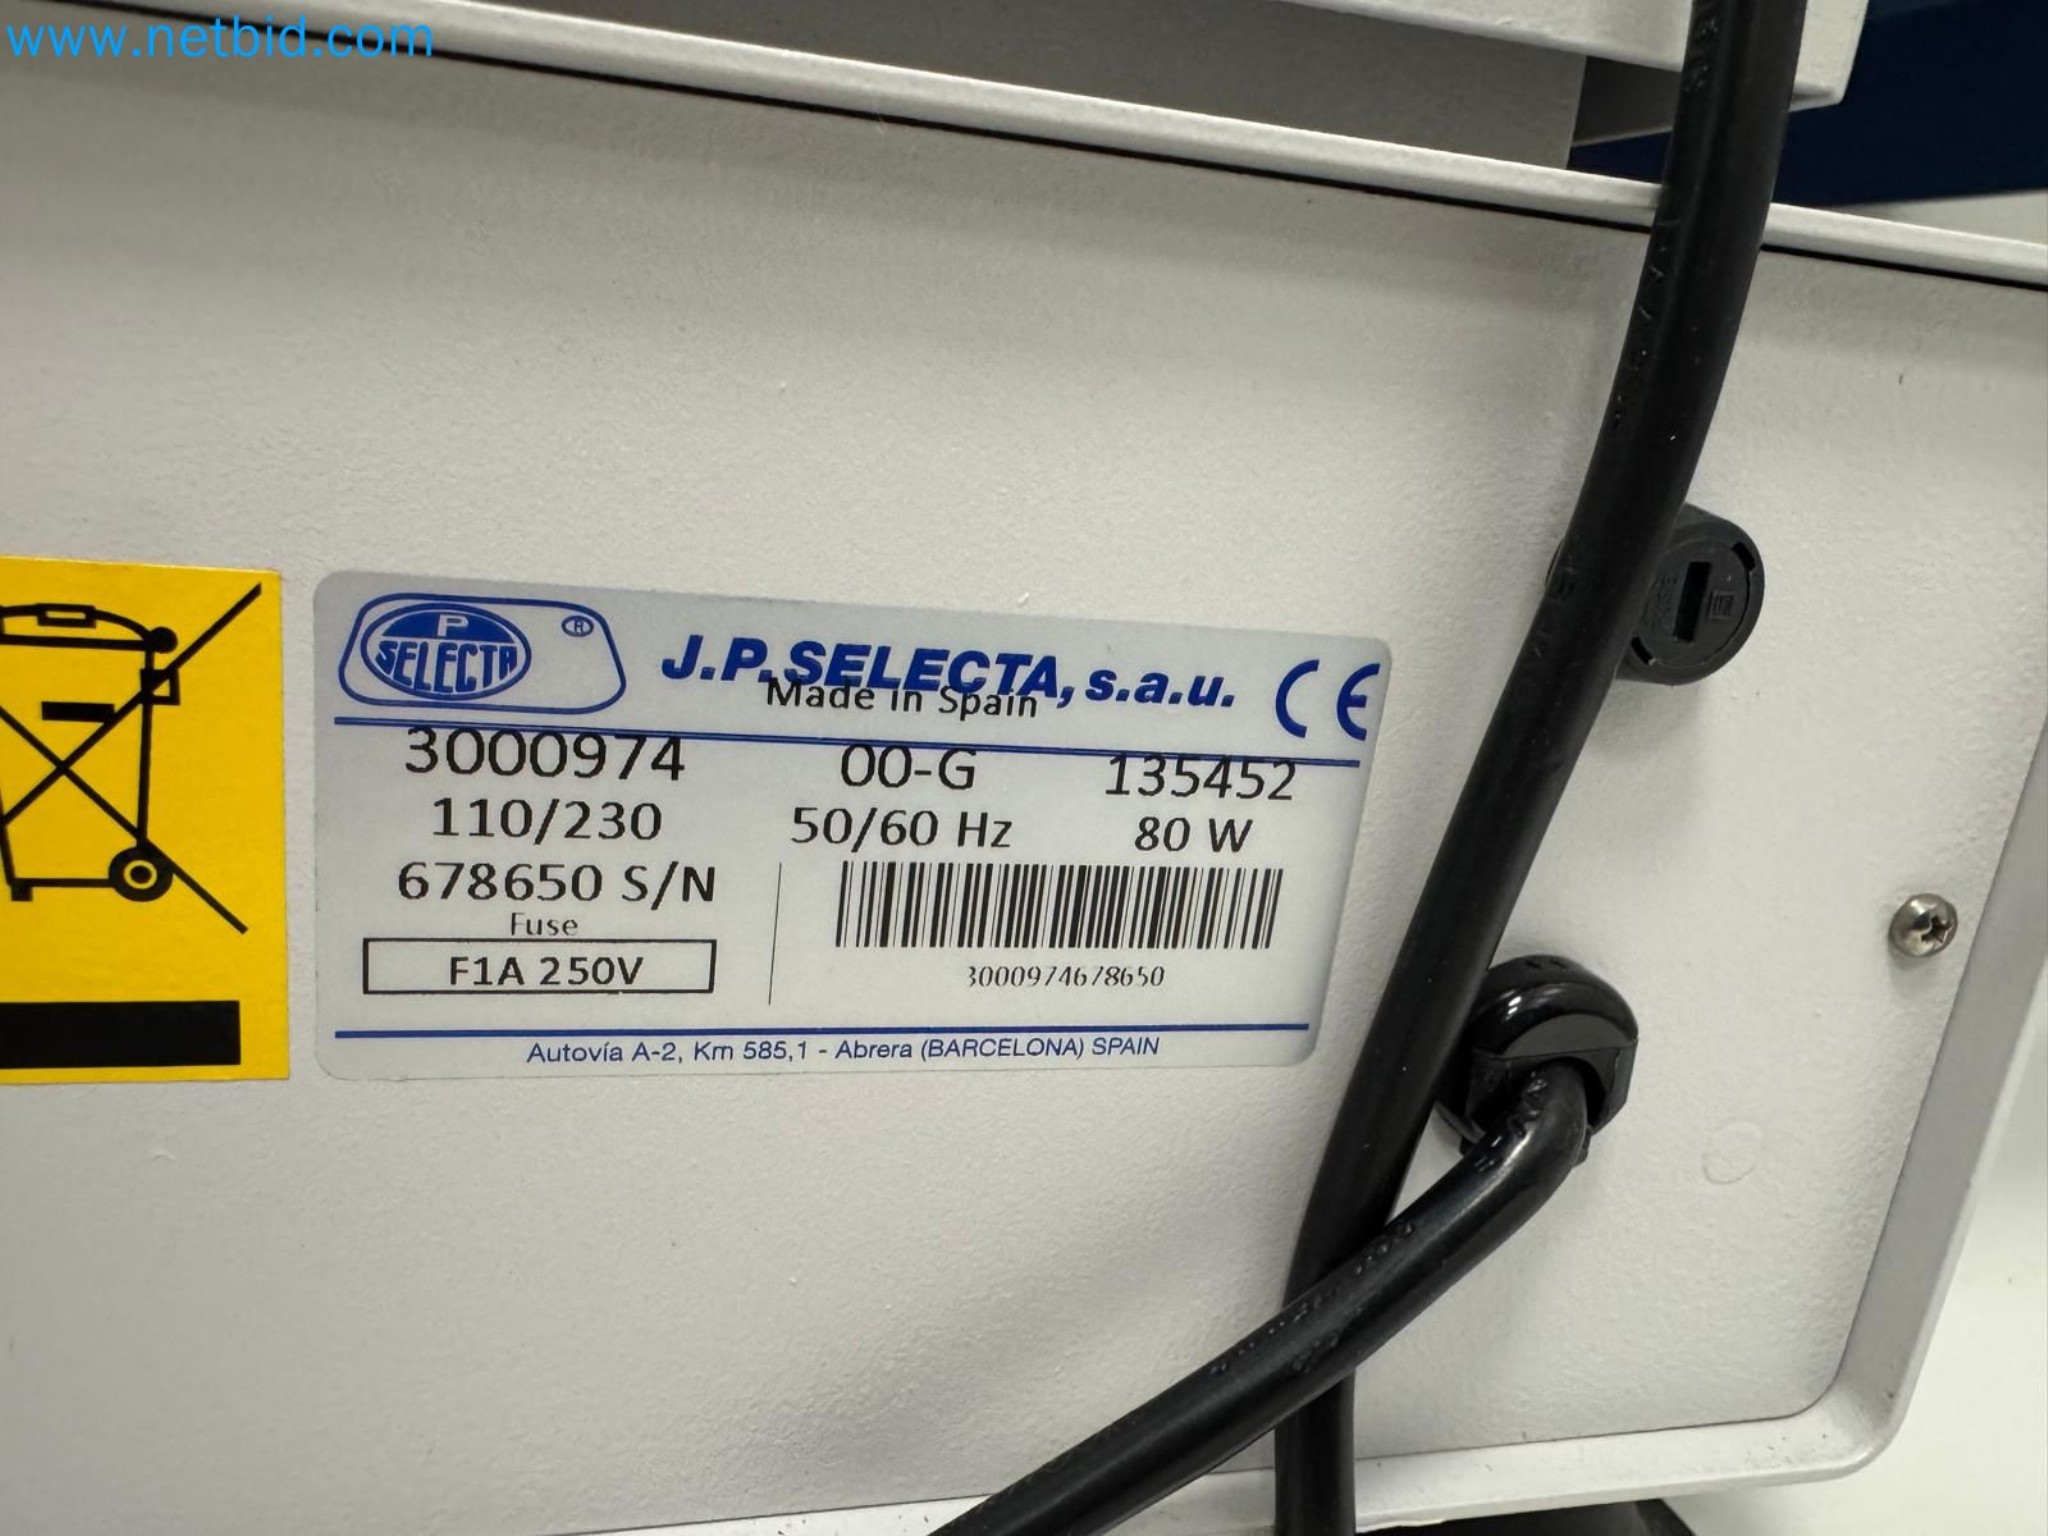 www.netbid.com
P
SELECTA
®
J.P.SELECTA, s.a.u.
CE
Made in Spain
3000974 00-G 135452
110/230 50/60 Hz 80 W
678650 S/N
Fuse
F1A 250V
3000974678650
Autovía A-2, Km 585,1 - Abrera (BARCELONA) SPAIN